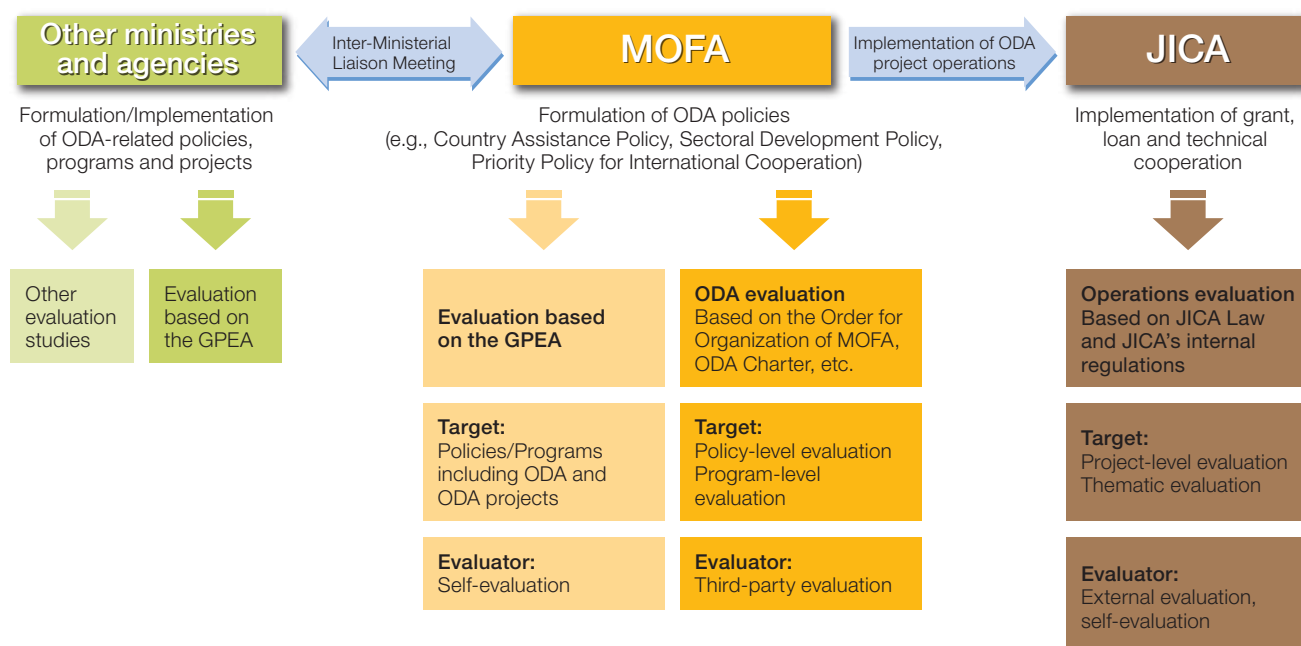 Other ministries
and agencies
Inter-Ministerial
Liaison Meeting
MOFA
Implementation of ODA
project operations
JICA
Formulation/Implementation
of ODA-related policies,
programs and projects
Formulation of ODA policies
(e.g., Country Assistance Policy, Sectoral Development Policy,
Priority Policy for International Cooperation)
Implementation of grant,
loan and technical
cooperation
Other
evaluation
studies
Evaluation
based on
the GPEA
Evaluation based
on the GPEA
Target:
Policies/Programs
including ODA and
ODA projects
Evaluator:
Self-evaluation
ODA evaluation
Based on the Order for
Organization of MOFA,
ODA Charter, etc.
Target:
Policy-level evaluation
Program-level
evaluation
Evaluator:
Third-party evaluation
Operations evaluation
Based on JICA Law
and JICA's internal
regulations
Target:
Project-level evaluation
Thematic evaluation
Evaluator:
External evaluation,
self-evaluation